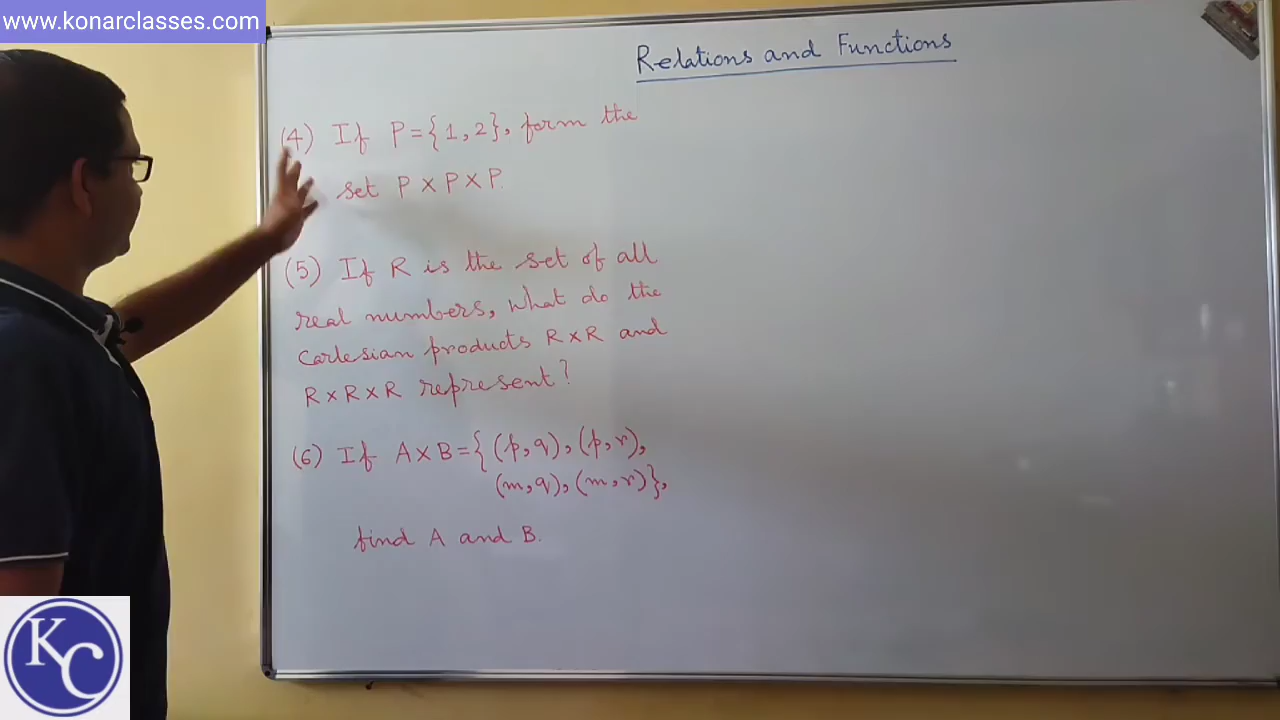 www.konarclasses.com
Relations and Functions
(4) If P={1,2}, form the
set P×P×P.
(5) If R is the set of all
real numbers, what do the
Cartesian products R×R and
R×R×R represent?
(6) If A×B={(p,q),(p,r),
(m,q),(m,r)},
find A and B.
KC